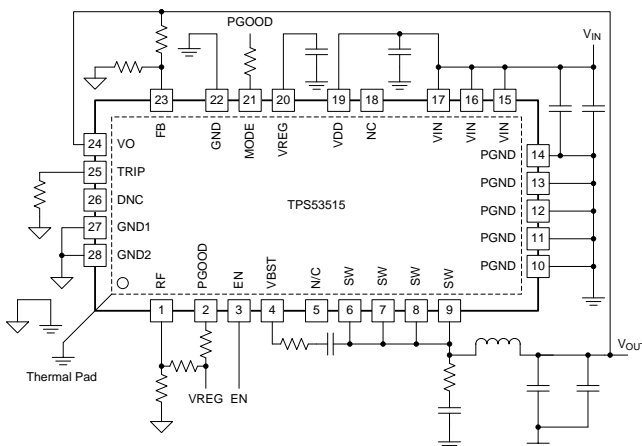 PGOOD
V_IN
23
22
21
20
19
18
17
16
15
FB
GND
MODE
VREG
VDD
NC
VIN
VIN
VIN
24
VO
25
TRIP
26
DNC
27
GND1
28
GND2
TPS53515
PGND
14
PGND
13
PGND
12
PGND
11
PGND
10
RF
PGOOD
EN
VBST
N/C
SW
SW
SW
SW
1
2
3
4
5
6
7
8
9
V_OUT
Thermal Pad
VREG
EN